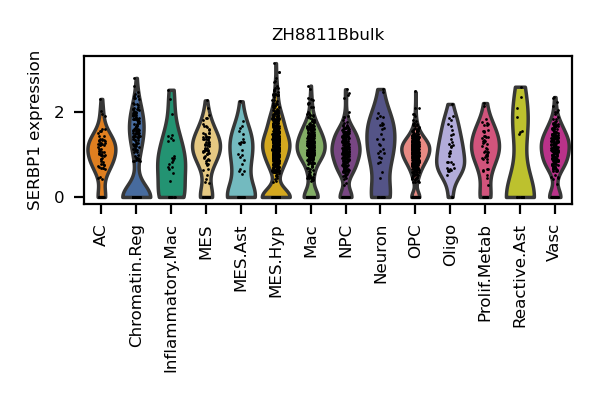 ZH8811Bbulk
SERBP1 expression
2
0
AC
Chromatin.Reg
Inflammatory.Mac
MES
MES.Ast
MES.Hyp
Mac
NPC
Neuron
OPC
Oligo
Prolif.Metab
Reactive.Ast
Vasc